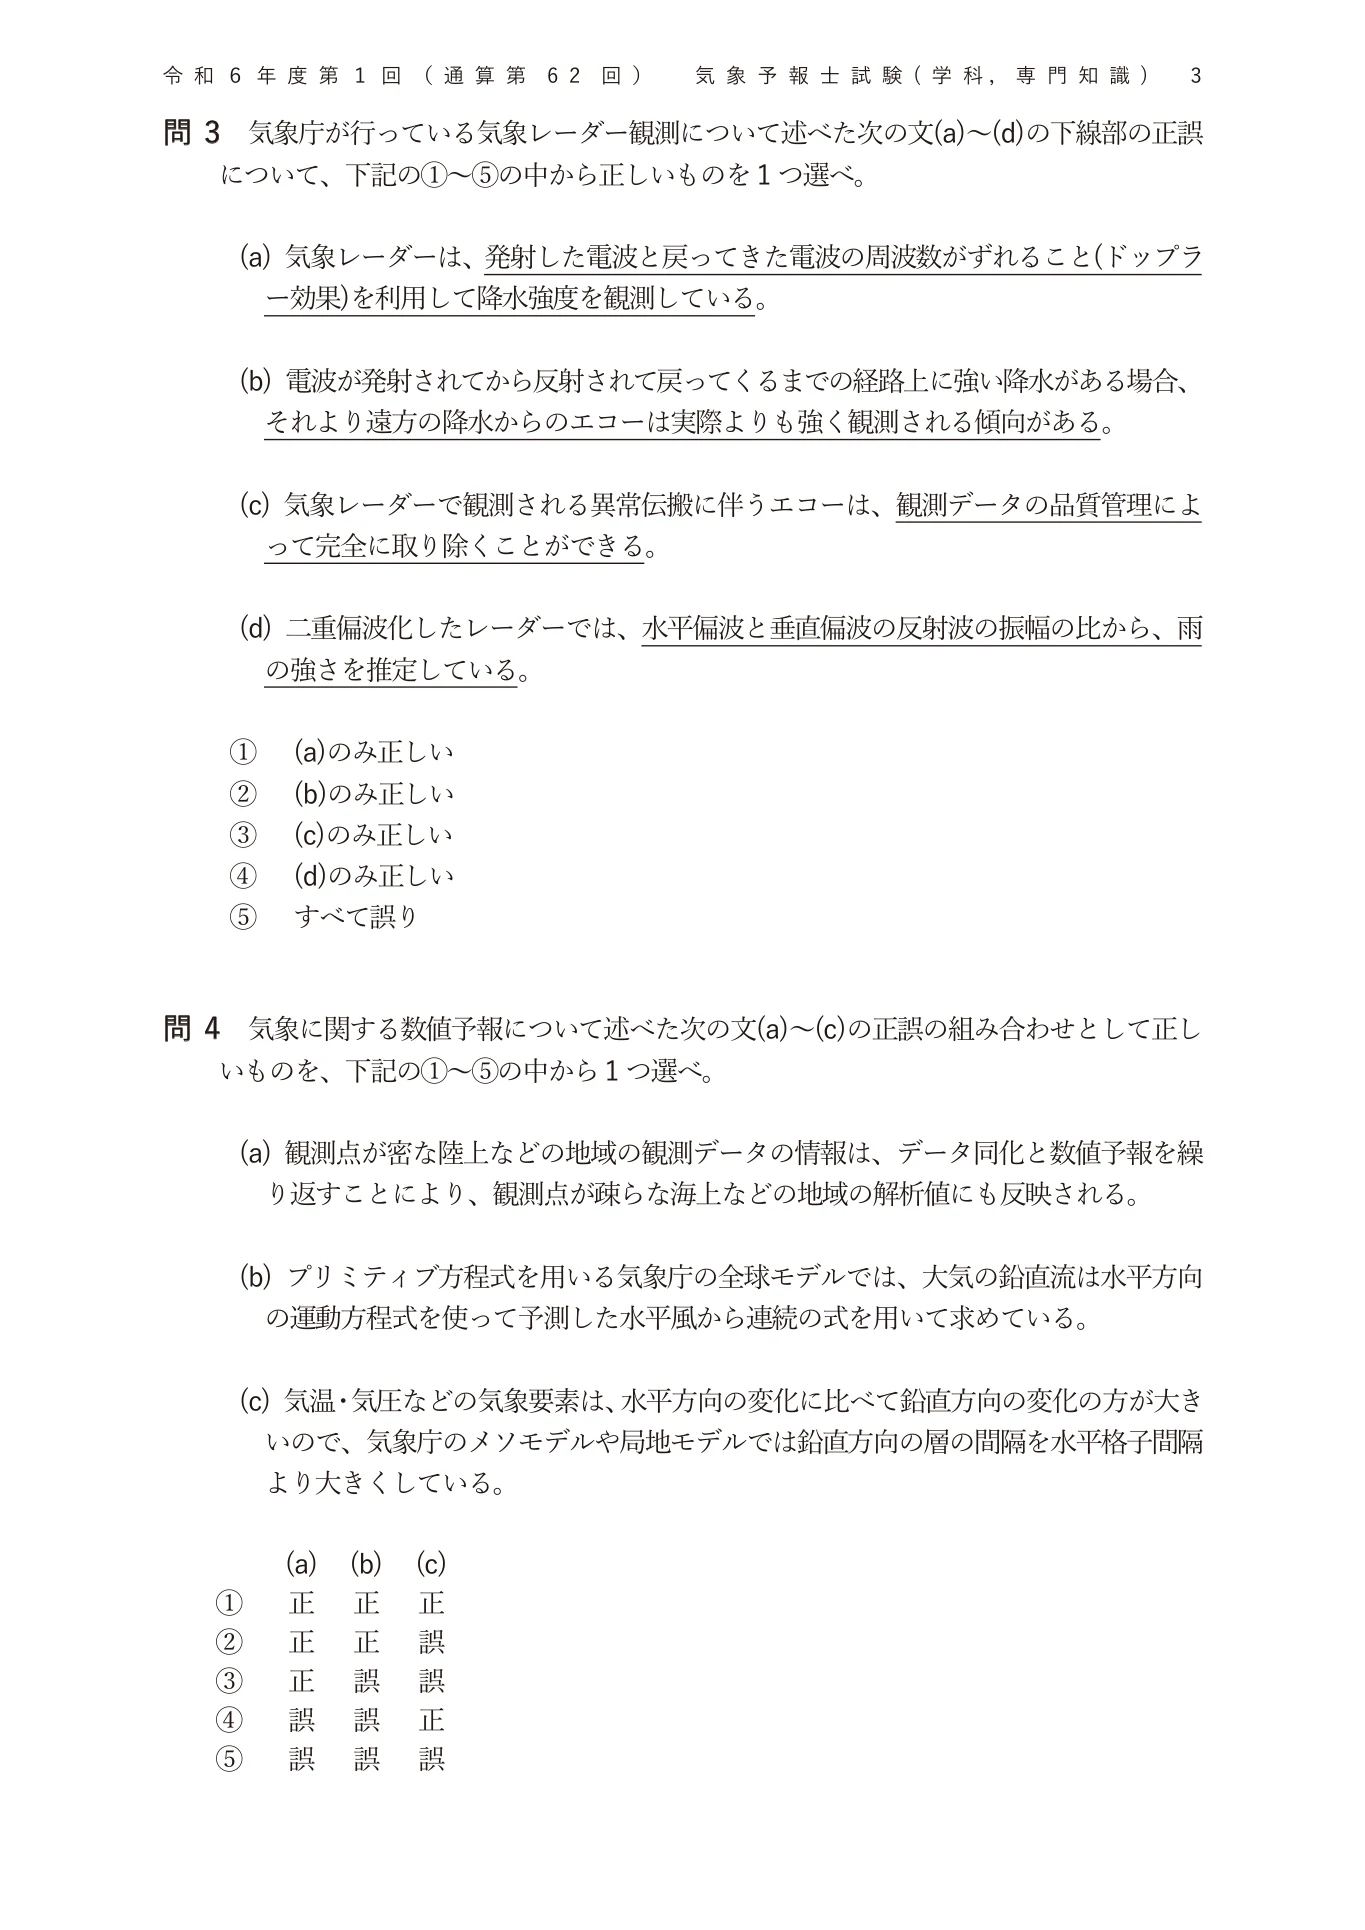 令和６年度第１回（通算第 ６２ 回） 気象予報士試験(学科, 専門知識) 3
問 3 気象庁が行っている気象レーダー観測について述べた次の文(a)～(d)の下線部の正誤
について、下記の①～⑤の中から正しいものを１つ選べ。
(a) 気象レーダーは、発射した電波と戻ってきた電波の周波数がずれること(ドップラ
ー効果)を利用して降水強度を観測している。
(b) 電波が発射されてから反射されて戻ってくるまでの経路上に強い降水がある場合、
それより遠方の降水からのエコーは実際よりも強く観測される傾向がある。
(c) 気象レーダーで観測される異常伝搬に伴うエコーは、観測データの品質管理によ
って完全に取り除くことができる。
(d) 二重偏波化したレーダーでは、水平偏波と垂直偏波の反射波の振幅の比から、雨
の強さを推定している。
① (a)のみ正しい
② (b)のみ正しい
③ (c)のみ正しい
④ (d)のみ正しい
⑤ すべて誤り
問 4 気象に関する数値予報について述べた次の文(a)～(c)の正誤の組み合わせとして正し
いものを、下記の①～⑤の中から１つ選べ。
(a) 観測点が密な陸上などの地域の観測データの情報は、データ同化と数値予報を繰
り返すことにより、観測点が疎らな海上などの地域の解析値にも反映される。
(b) プリミティブ方程式を用いる気象庁の全球モデルでは、大気の鉛直流は水平方向
の運動方程式を使って予測した水平風から連続の式を用いて求めている。
(c) 気温・気圧などの気象要素は、水平方向の変化に比べて鉛直方向の変化の方が大き
いので、気象庁のメソモデルや局地モデルでは鉛直方向の層の間隔を水平格子間隔
より大きくしている。
(a) (b) (c)
① 正 正 正
② 正 正 誤
③ 正 誤 誤
④ 誤 誤 正
⑤ 誤 誤 誤